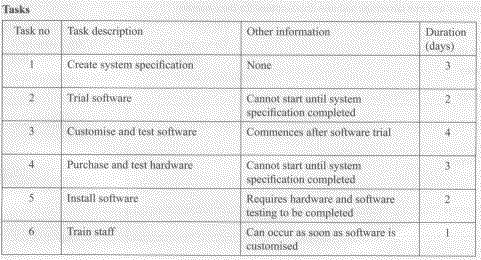 Tasks
Task no Task description Other information Duration
(days)
1 Create system specification None 3
2 Trial software Cannot start until system 2
specification completed
3 Customise and test software Commences after software trial 4
4 Purchase and test hardware Cannot start until system 3
specification completed
5 Install software Requires hardware and software 2
testing to be completed
6 Train staff Can occur as soon as software is 1
customised